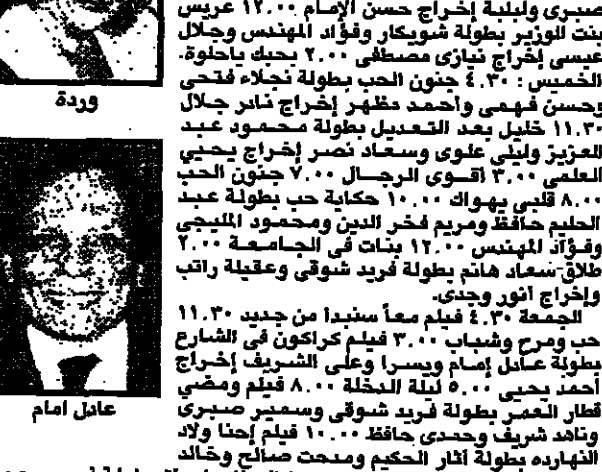 صبرى ولبلبة إخراج حسن الإمام ١٢.٠٠ عريس
بنت الوزير بطولة شويكار وفؤاد المهندس وجلال
عيسى إخراج نيازى مصطفى ٢.٠٠ بحبك ياحلوة.
الخميس : ٤.٣٠ جنون الحب بطولة نجلاء فتحى
وحسن فهمى وأحمد مظهر إخراج نادر جلال
١١.٣٠ خليل بعد التعديل بطولة محمود عبد
العزيز وليلى علوى وسعاد نصر إخراج يحيي
العلمى ٣.٠٠ أقوى الرجال ٧.٠٠ جنون الحب
٨.٠٠ قلبى يهواك ١٠.٠٠ حكاية حب بطولة عبد
الحليم حافظ ومريم فخر الدين ومحمود المليجي
وفؤاد المهندس ١٢.٠٠ بنات فى الجامعة ٢.٠٠
طلاق سعاد هانم بطولة فريد شوقى وعقيلة راتب
وإخراج أنور وجدى.
الجمعة ٤.٣٠ فيلم معاً سنبدا من جديد ١١.٣٠
حب ومرح وشباب ٣.٠٠ فيلم كراكون فى الشارع
بطولة عادل إمام ويسرا وعلى الشريف إخراج
أحمد يحيى ٥.٠٠ ليلة الدخلة ٨.٠٠ فيلم ومضي
قطار العمر بطولة فريد شوقى وسمير صبرى
وناهد شريف وحمدى حافظ ١٠.٠٠ فيلم إحنا ولاد
النهارده بطولة آثار الحكيم ومدحت صالح وخالد
وردة
عادل امام